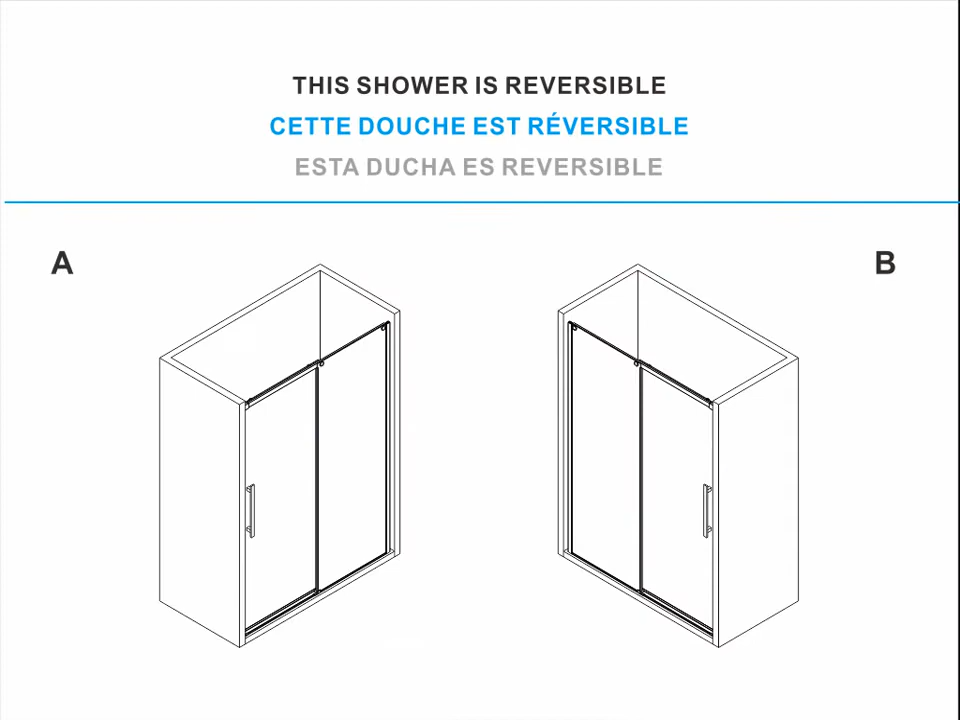 THIS SHOWER IS REVERSIBLE
CETTE DOUCHE EST RÉVERSIBLE
ESTA DUCHA ES REVERSIBLE
A
B